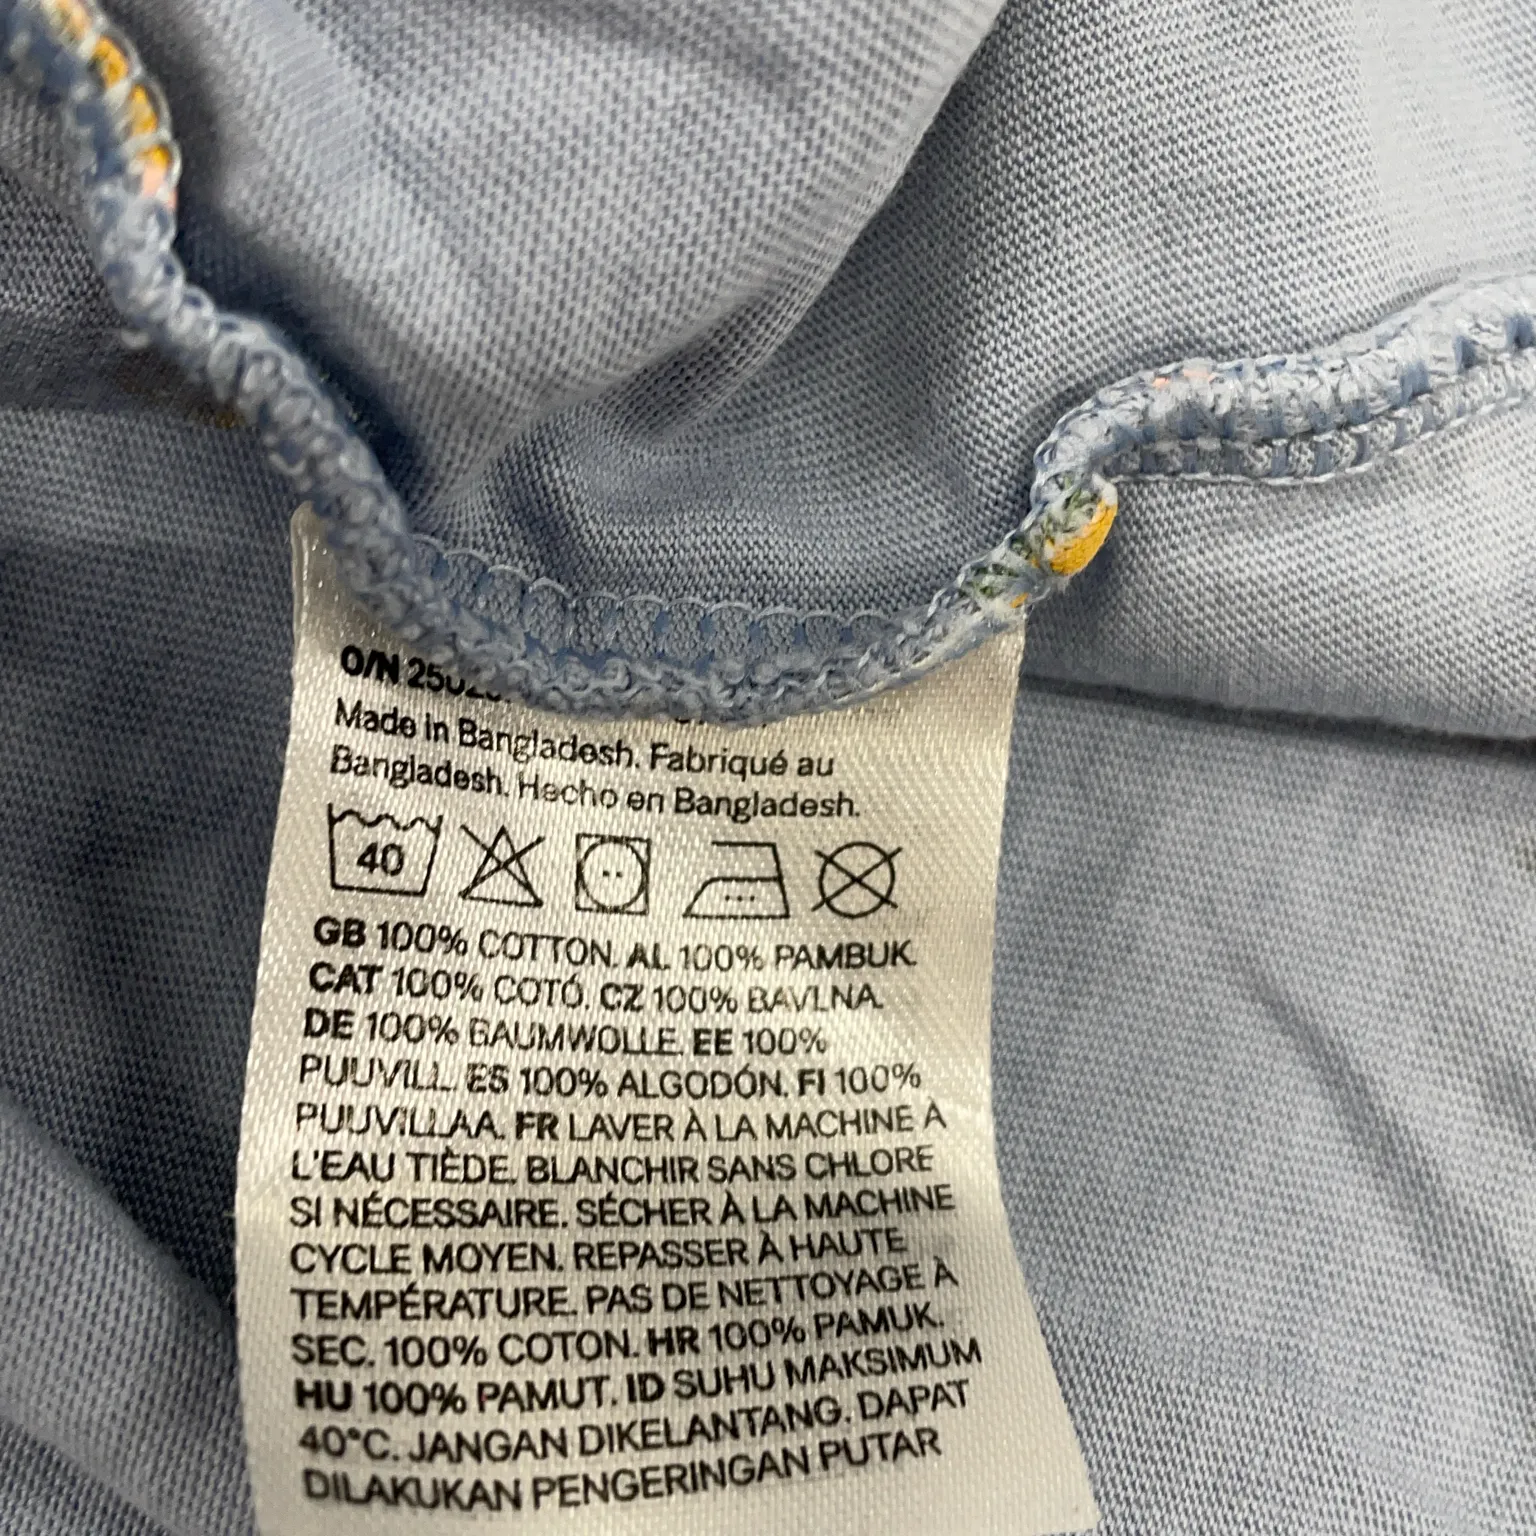 O/N
Made in Bangladesh. Fabriqué au
Bangladesh. Hecho en Bangladesh.
40
GB 100% COTTON. AL 100% PAMBUK.
CAT 100% COTÓ. CZ 100% BAVLNA.
DE 100% BAUMWOLLE. EE 100%
PUUVILL. ES 100% ALGODÓN. FI 100%
PUUVILLAA. FR LAVER À LA MACHINE À
L'EAU TIÈDE. BLANCHIR SANS CHLORE
SI NÉCESSAIRE. SÉCHER À LA MACHINE
CYCLE MOYEN. REPASSER À HAUTE
TEMPÉRATURE. PAS DE NETTOYAGE À
SEC. 100% COTON. HR 100% PAMUK.
HU 100% PAMUT. ID SUHU MAKSIMUM
40°C. JANGAN DIKELANTANG. DAPAT
DILAKUKAN PENGERINGAN PUTAR